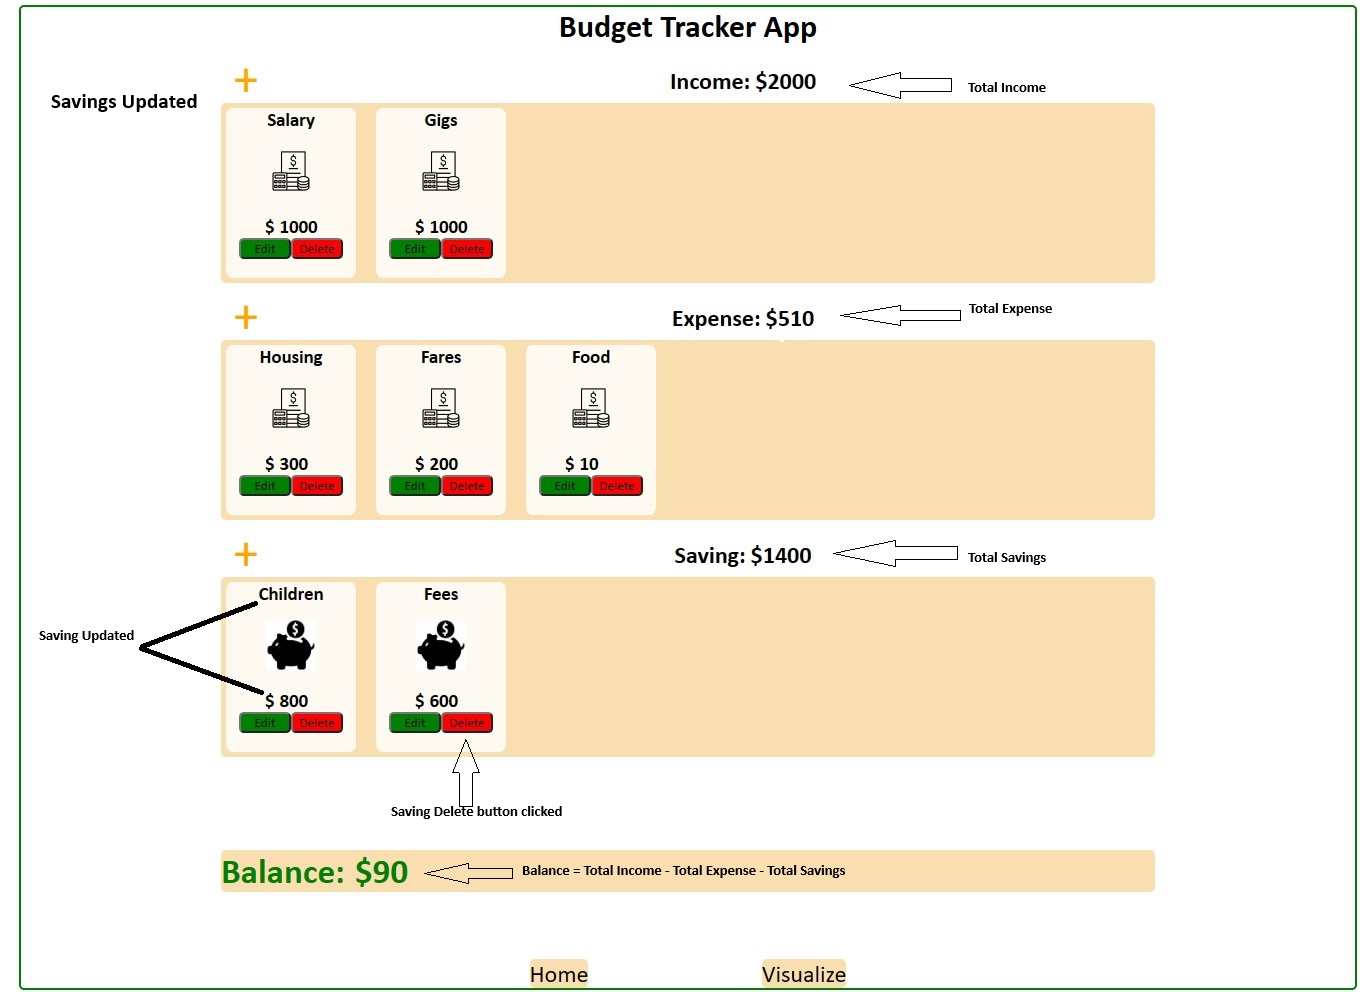 Budget Tracker App
+ Income: $2000 Total Income
Savings Updated
Salary Gigs
$ $
$ 1000 $ 1000
Edit Delete Edit Delete
+ Expense: $510 Total Expense
Housing Fares Food
$ $ $
$ 300 $ 200 $ 10
Edit Delete Edit Delete Edit Delete
+ Saving: $1400 Total Savings
Children Fees
$ $
Saving Updated
$ 800 $ 600
Edit Delete Edit Delete
Saving Delete button clicked
Balance: $90 Balance = Total Income - Total Expense - Total Savings
Home Visualize